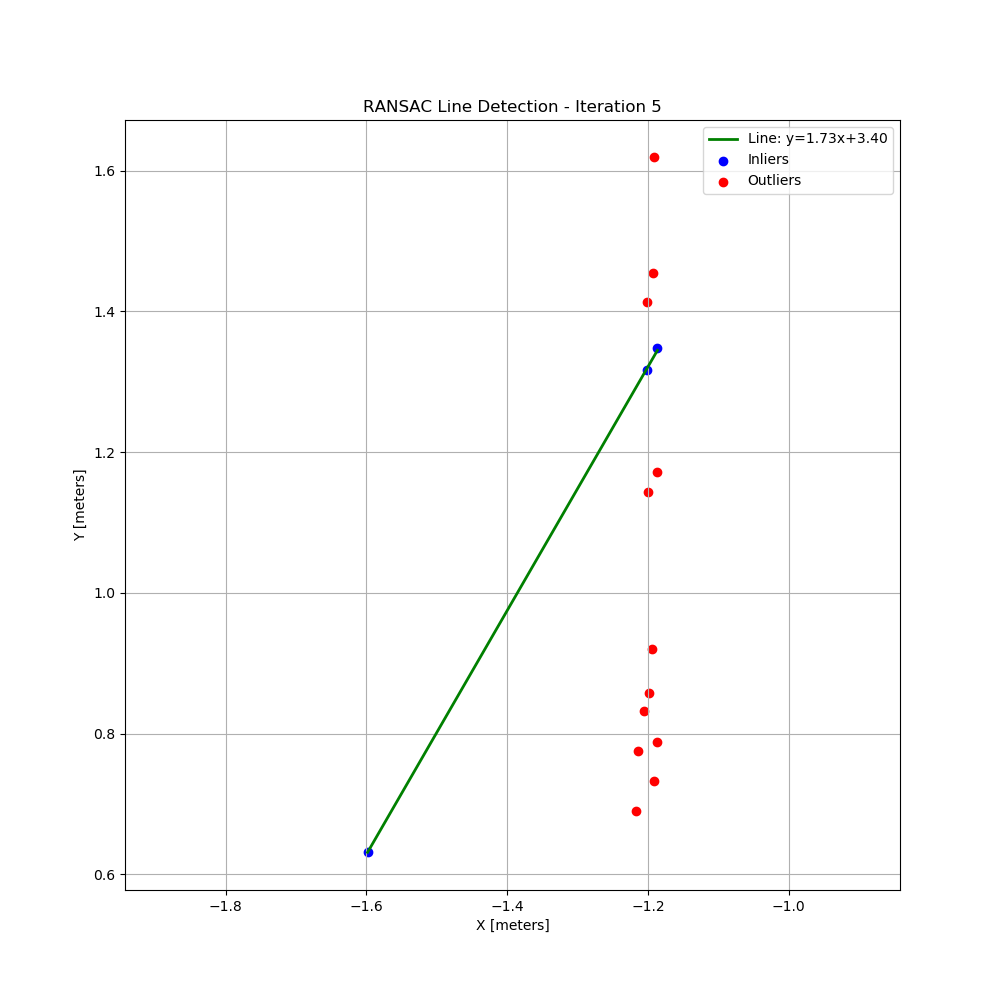 RANSAC Line Detection - Iteration 5
Line: y=1.73x+3.40
Inliers
Outliers
Y [meters]
1.6
1.4
1.2
1.0
0.8
0.6
−1.8
−1.6
−1.4
−1.2
−1.0
X [meters]